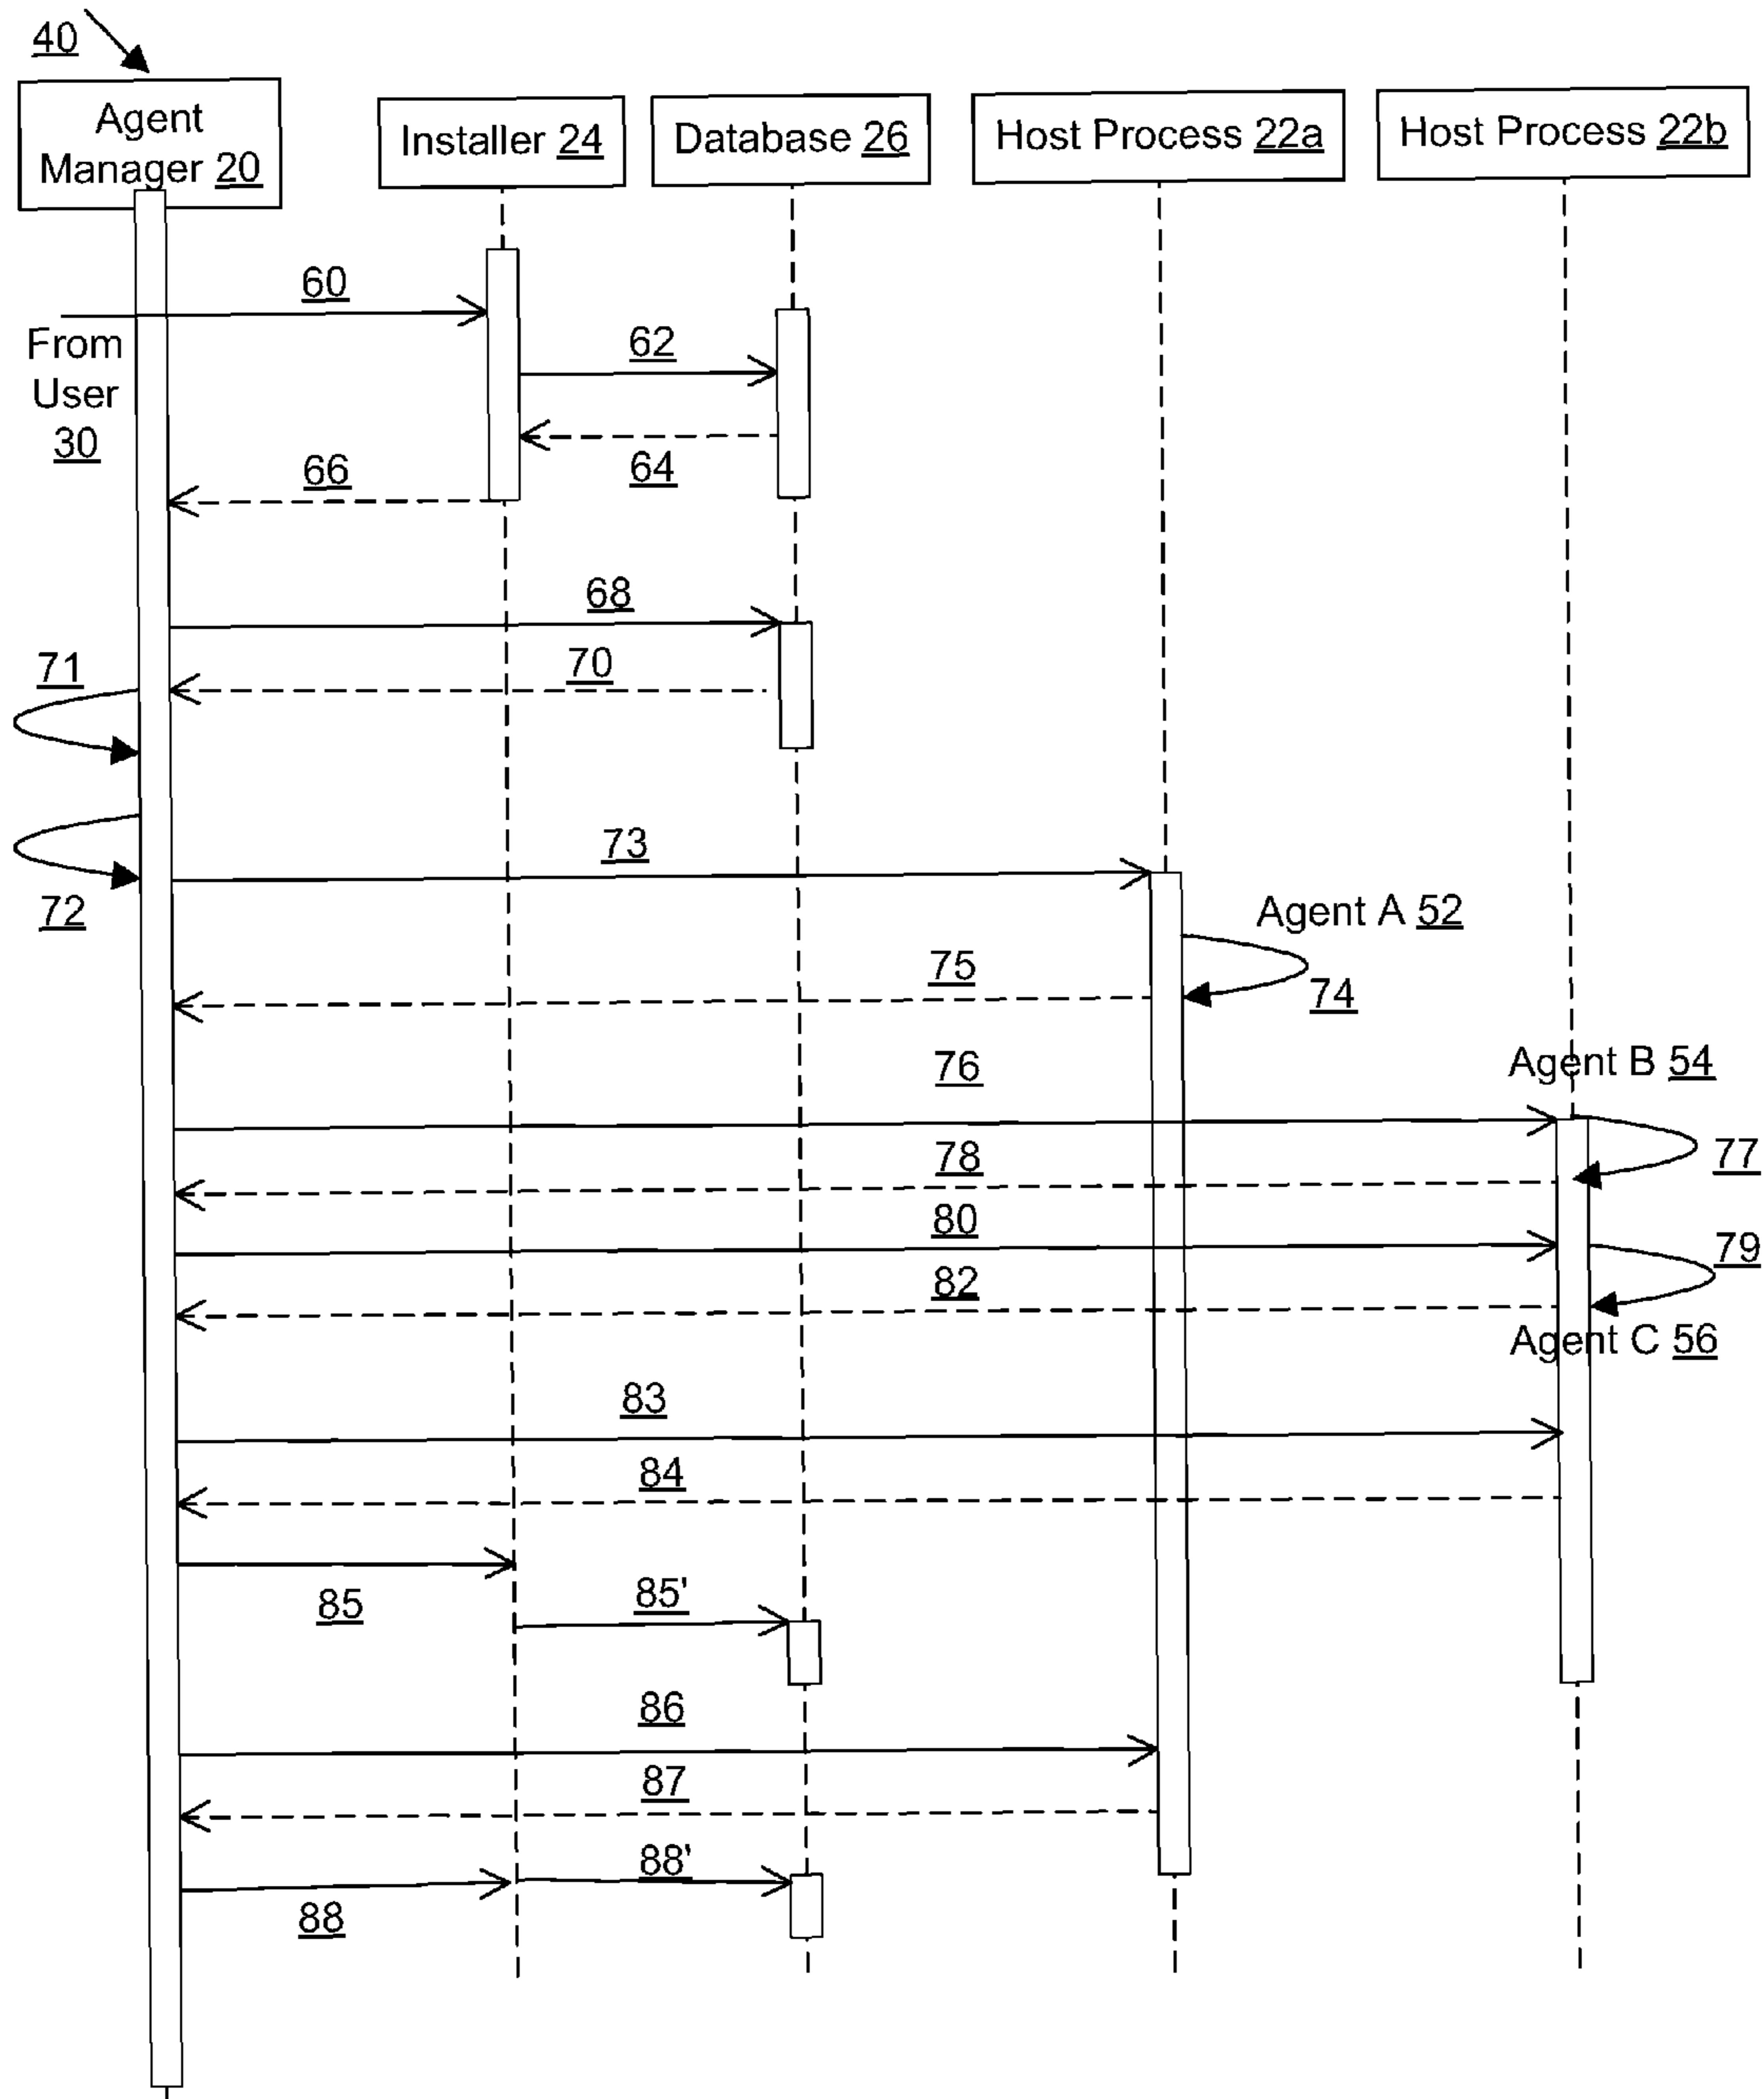 40
Agent
Manager 20
Installer 24
Database 26
Host Process 22a
Host Process 22b
60
From
User
30
62
64
66
68
70
71
72
73
Agent A 52
74
75
76
Agent B 54
77
78
80
79
82
Agent C 56
83
84
85
85'
86
87
88'
88